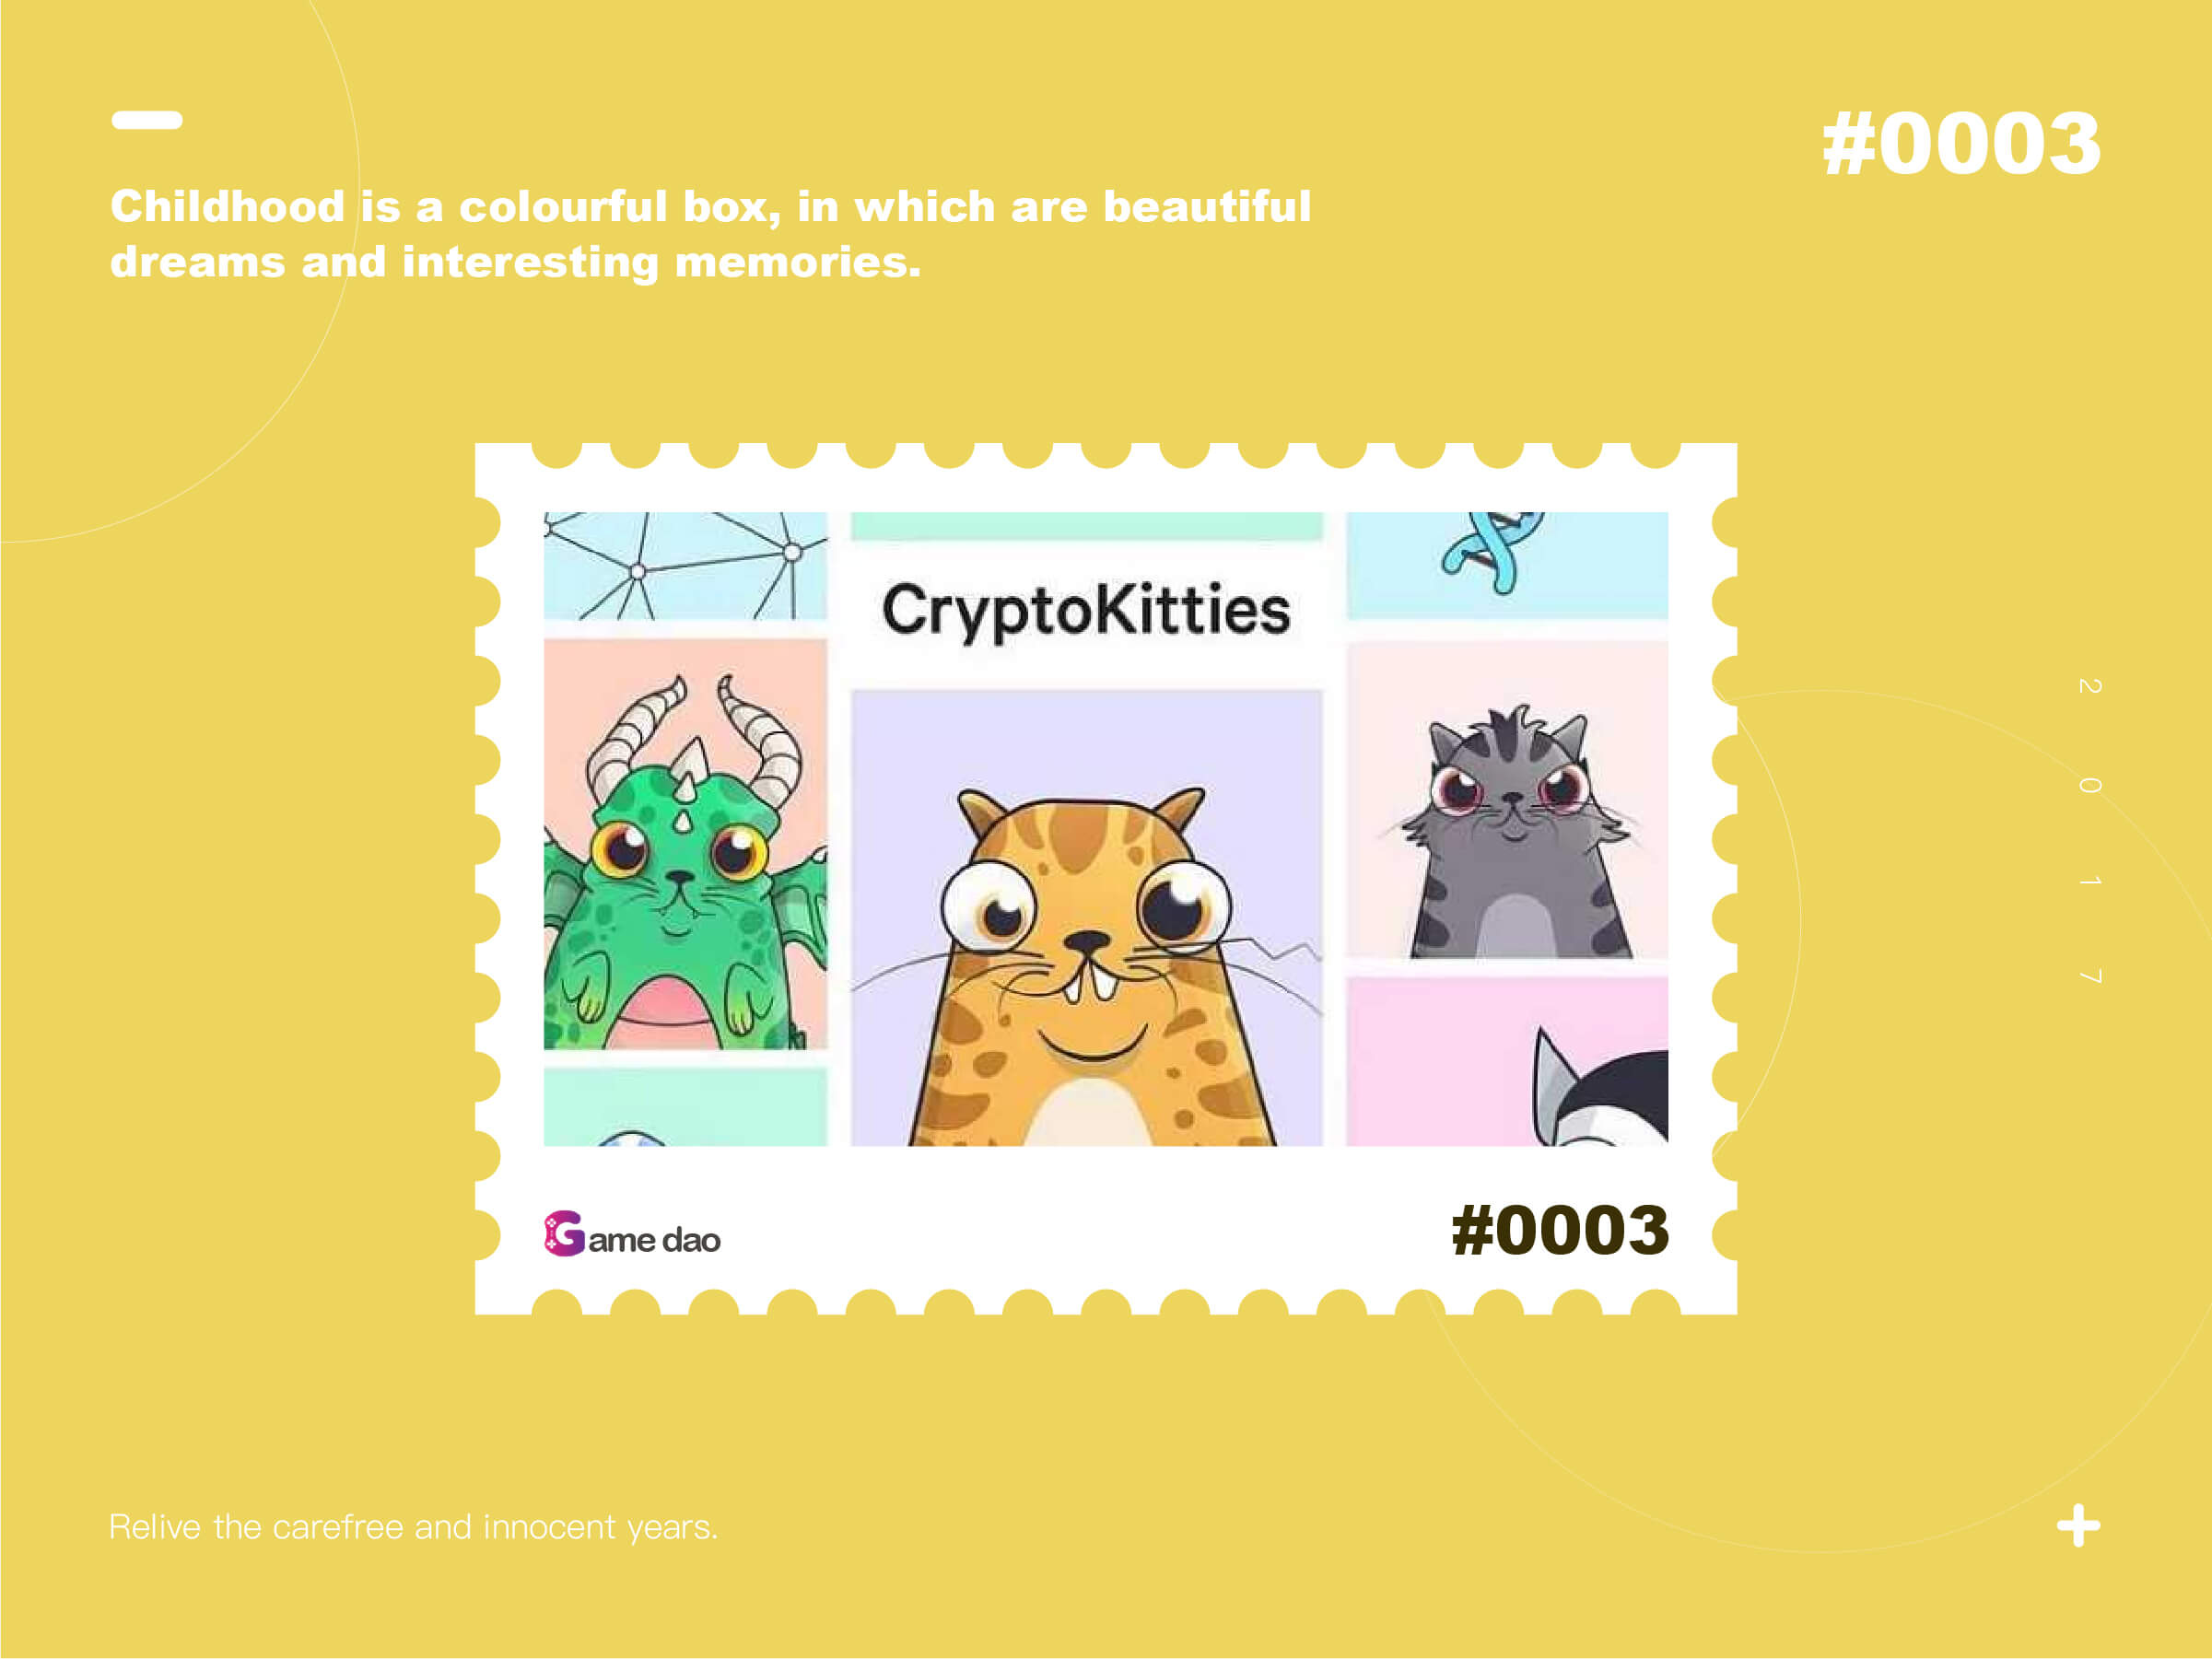 #0003
Childhood is a colourful box, in which are beautiful
dreams and interesting memories.
CryptoKitties
2017
Game dao
#0003
Relive the carefree and innocent years.